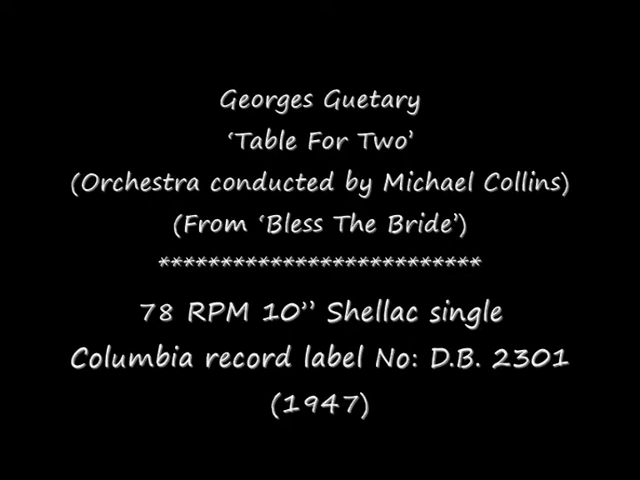 Georges Guetary
‘Table For Two’
(Orchestra conducted by Michael Collins)
(From ‘Bless The Bride’)
**************************
78 RPM 10” Shellac single
Columbia record label No: D.B. 2301
(1947)